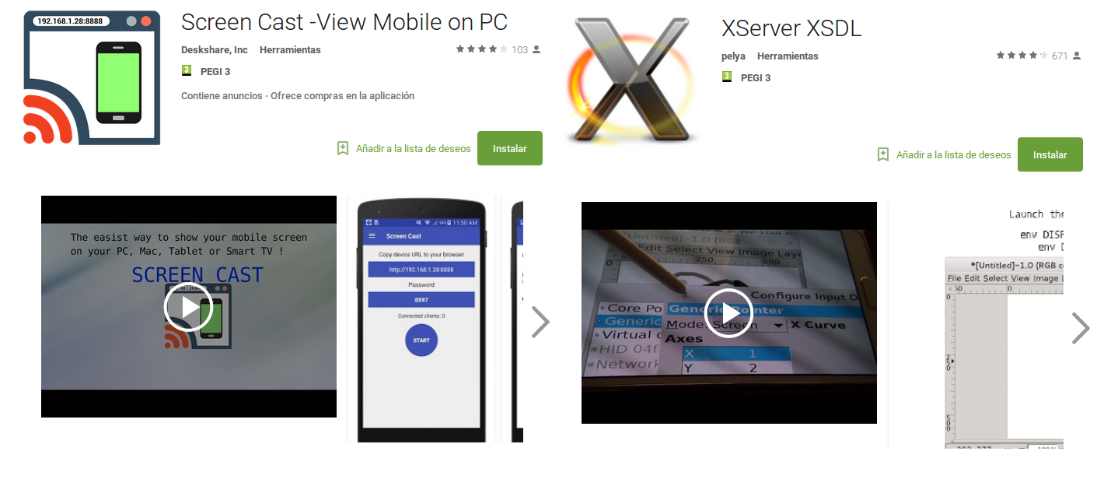 192.168.1.28:8888
Screen Cast -View Mobile on PC
Deskshare, Inc Herramientas
103
3
PEGI 3
Contiene anuncios · Ofrece compras en la aplicación
Añadir a la lista de deseos
Instalar
The easist way to show your mobile screen
on your PC, Mac, Tablet or Smart TV !
SCREEN CAST
11:50 AM
Screen Cast
Copy device URL to your browser
http://192.168.1.28:8888
Password
0597
Connected clients: 0
START
XServer XSDL
pelya Herramientas
671
3
PEGI 3
Añadir a la lista de deseos
Instalar
[Untitled]-1.0 (RGB
Edit Select View Image Laye
250 500
Configure Input D
Core Po
Generic
Virtual
HID 04f
Network
Generic Pointer
Mode: Screen
X Curve
Axes
X 1
Y 2
Launch the
env DISP
env D
*[Untitled]-1.0 (RGB c
File Edit Select View Image